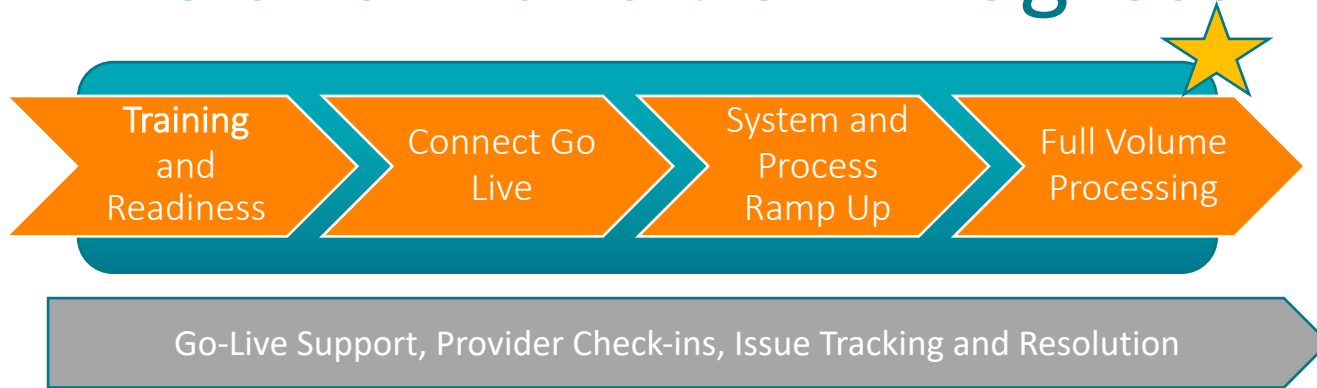 Training
and
Readiness
Connect Go
Live
System and
Process
Ramp Up
Full Volume
Processing
Go-Live Support, Provider Check-ins, Issue Tracking and Resolution